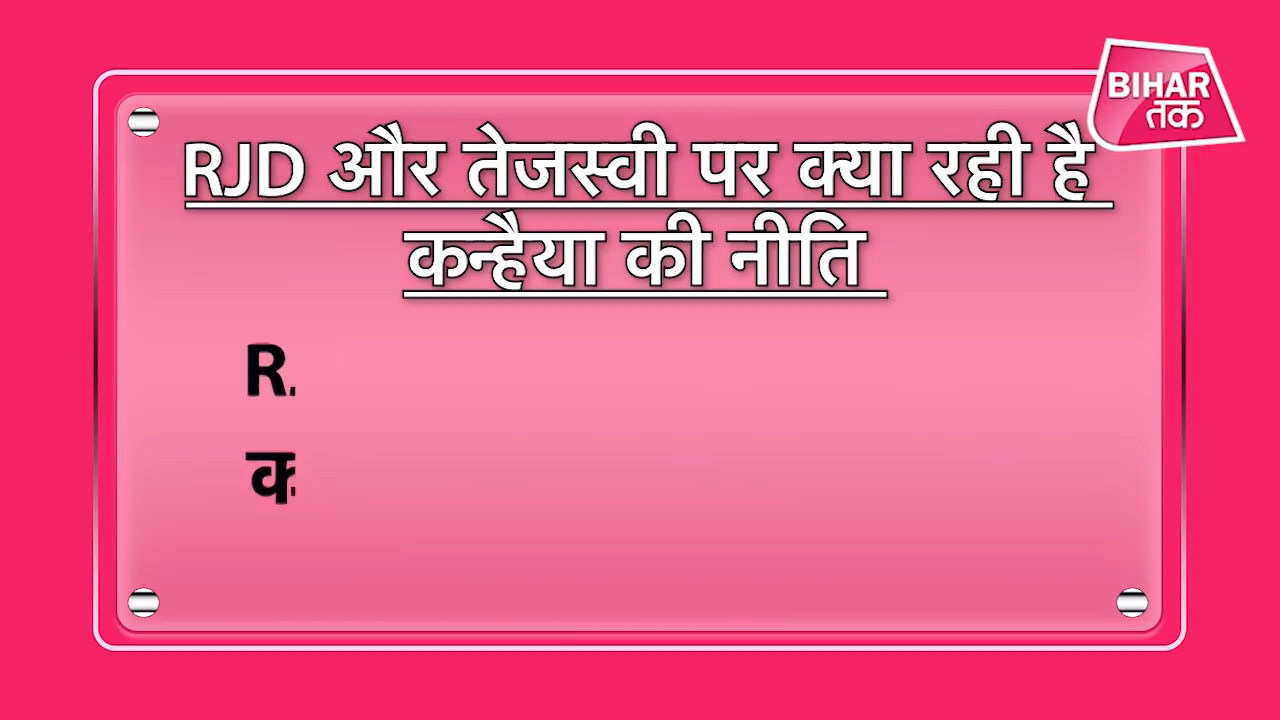 BIHAR
तक
RJD और तेजस्वी पर क्या रही है
कन्हैया की नीति
R
क